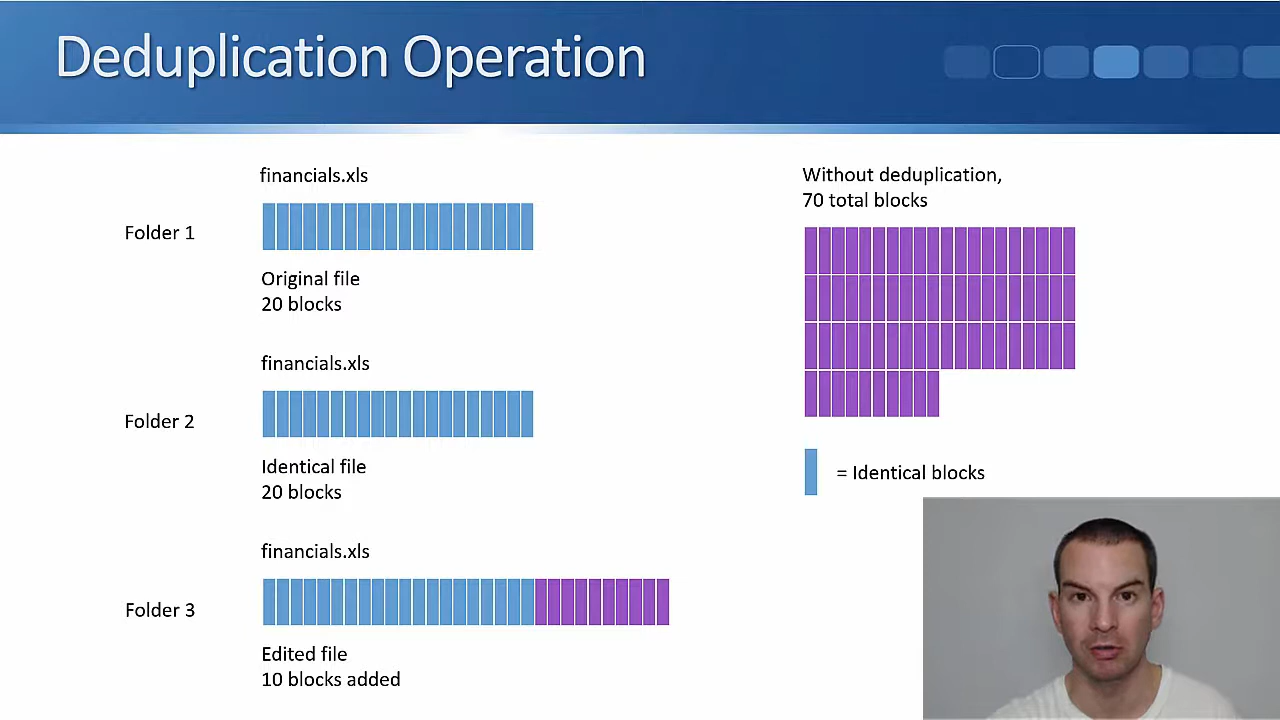 Deduplication Operation
financials.xls
Folder 1
Original file
20 blocks
financials.xls
Folder 2
Identical file
20 blocks
financials.xls
Folder 3
Edited file
10 blocks added
Without deduplication,
70 total blocks
= Identical blocks